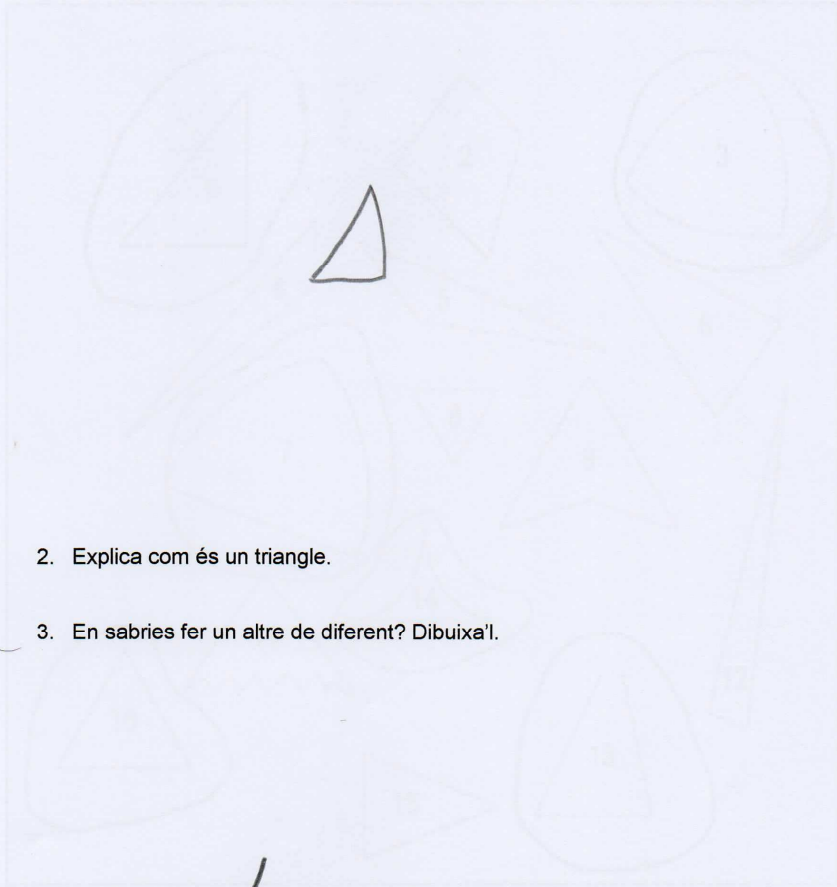 2. Explica com és un triangle.
3. En sabries fer un altre de diferent? Dibuixa'l.